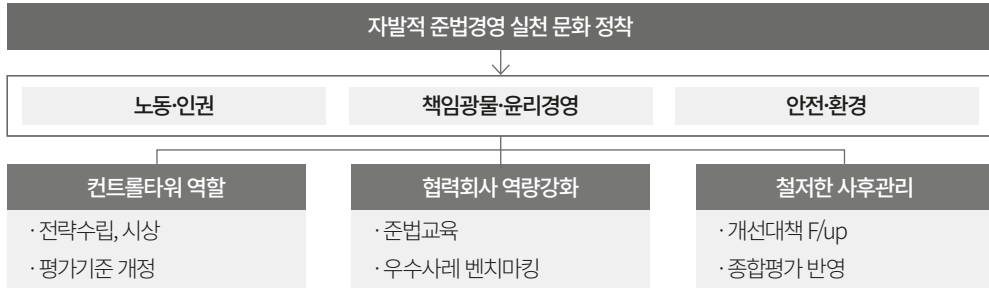 자발적 준법경영 실천 문화 정착
노동·인권
책임광물·윤리경영
안전·환경
컨트롤타워 역할
· 전략수립, 시상
· 평가기준 개정
협력회사 역량강화
· 준법교육
· 우수사례 벤치마킹
철저한 사후관리
· 개선대책 F/up
· 종합평가 반영